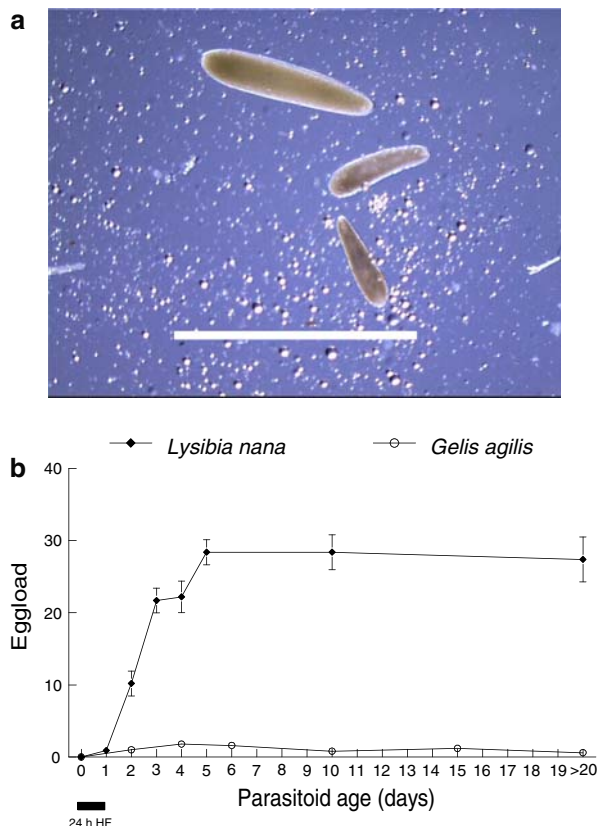 a
Lysibia nana Gelis agilis
b
40
30
20
10
0
Eggload
0 1 2 3 4 5 6 7 8 9 10 11 12 13 14 15 16 17 18 19 >20
Parasitoid age (days)
24 h HF